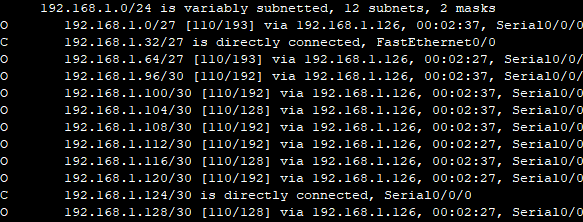 192.168.1.0/24 is variably subnetted, 12 subnets, 2 masks
O 192.168.1.0/27 [110/193] via 192.168.1.126, 00:02:37, Serial0/0/0
C 192.168.1.32/27 is directly connected, FastEthernet0/0
O 192.168.1.64/27 [110/193] via 192.168.1.126, 00:02:27, Serial0/
O 192.168.1.96/30 [110/192] via 192.168.1.126, 00:02:37, Serial0/
O 192.168.1.100/30 [110/192] via 192.168.1.126, 00:02:37, Serial0
O 192.168.1.104/30 [110/128] via 192.168.1.126, 00:02:37, Serial0
O 192.168.1.108/30 [110/192] via 192.168.1.126, 00:02:37, Serial0
O 192.168.1.112/30 [110/192] via 192.168.1.126, 00:02:27, Serial0
O 192.168.1.116/30 [110/128] via 192.168.1.126, 00:02:37, Serial0
O 192.168.1.120/30 [110/192] via 192.168.1.126, 00:02:27, Serial0
C 192.168.1.124/30 is directly connected, Serial0/0/0
O 192.168.1.128/30 [110/128] via 192.168.1.126, 00:02:27, Serial0